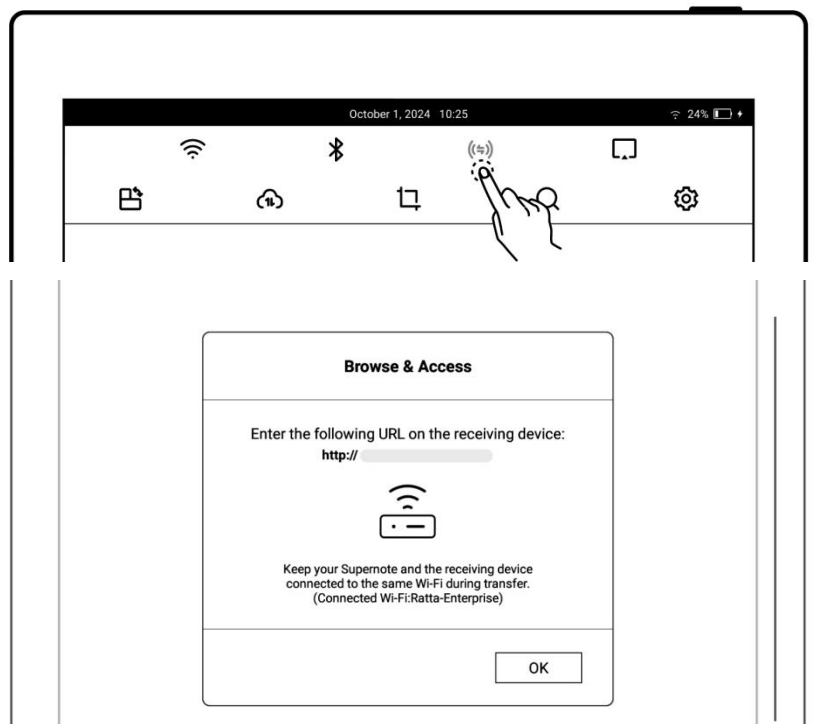 October 1, 2024 10:25
24%
Browse & Access
Enter the following URL on the receiving device:
http://
Keep your Supernote and the receiving device
connected to the same Wi-Fi during transfer.
(Connected Wi-Fi:Ratta-Enterprise)
OK